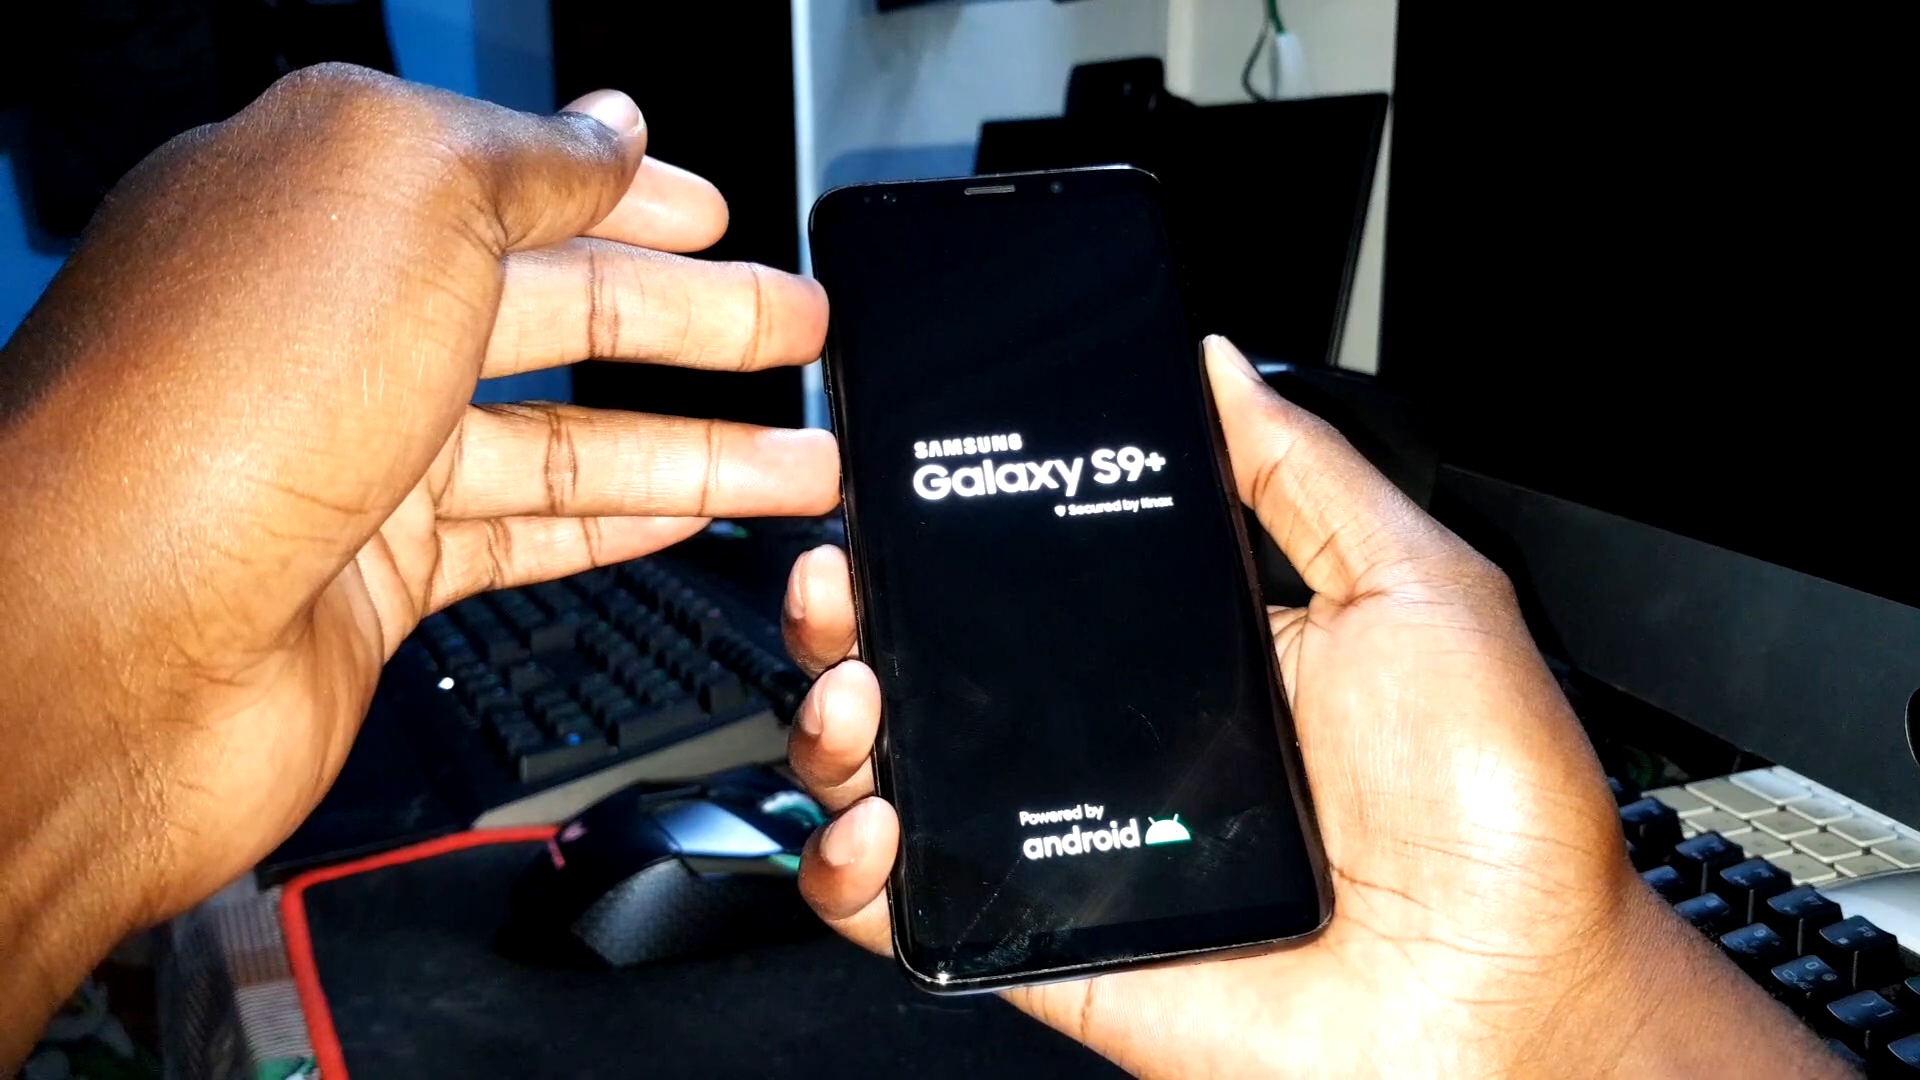 SAMSUNG
Galaxy S9+
Secured by Knox
Powered by
android